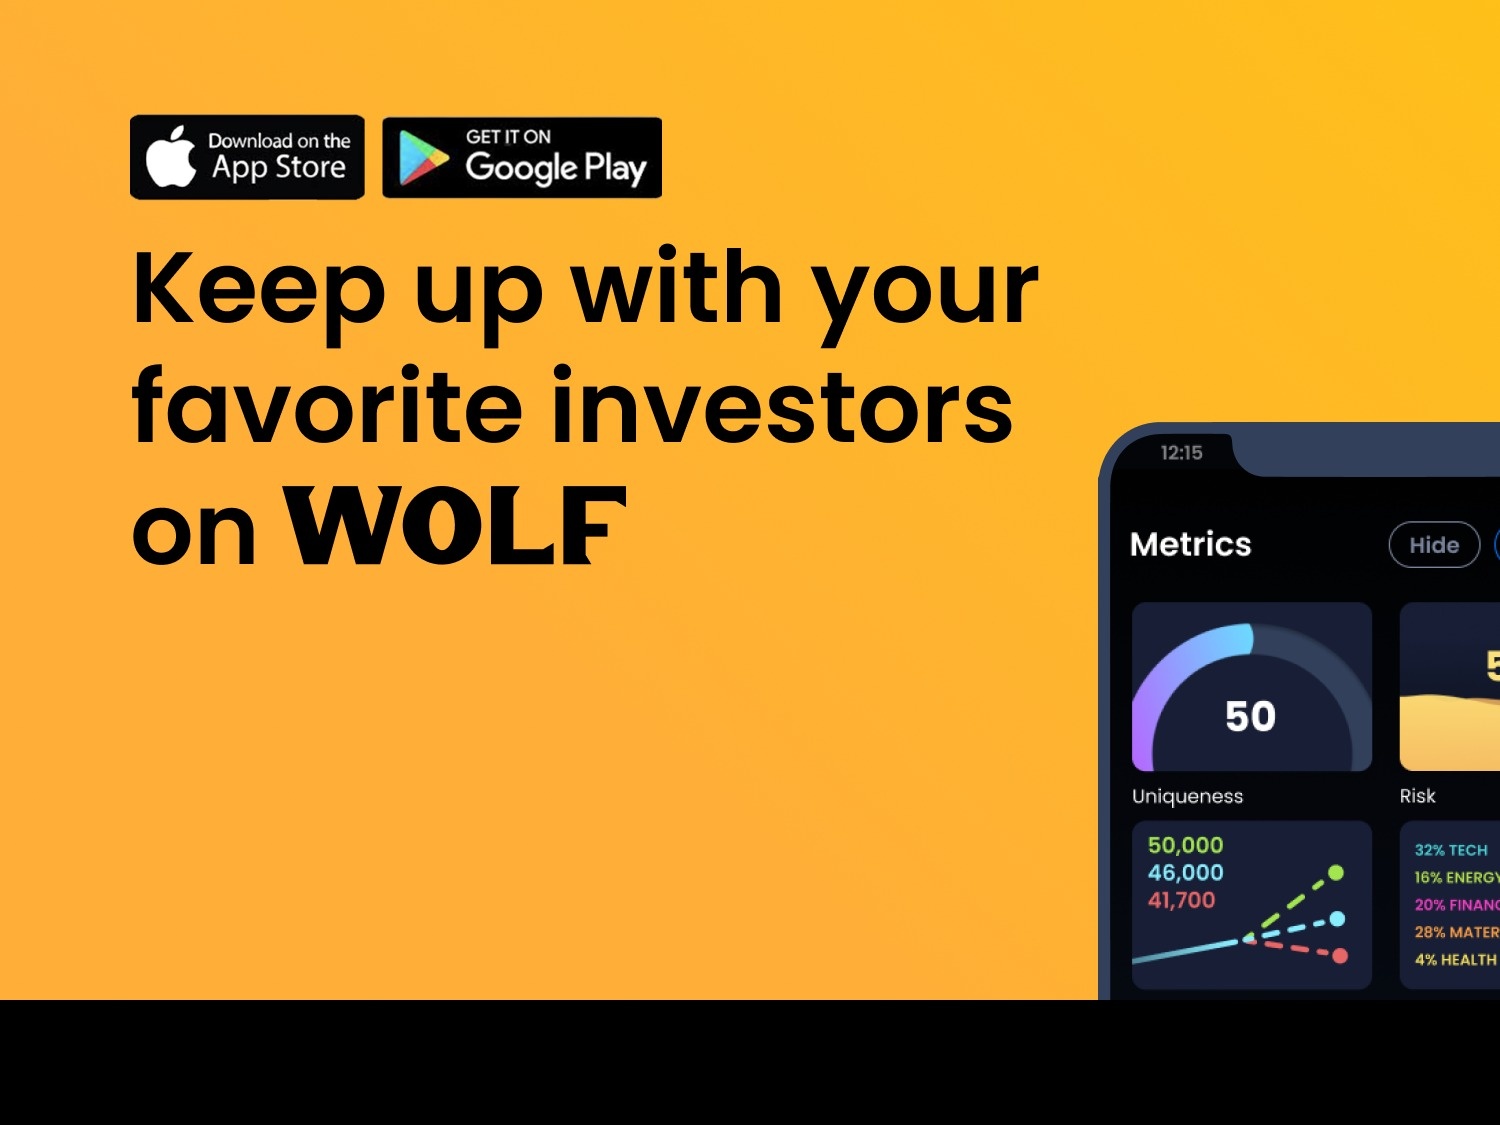 Download on the
App Store
GET IT ON
Google Play
Keep up with your
favorite investors
on WOLF
12:15
Metrics
Hide
50
Uniqueness
Risk
50,000
46,000
41,700
32% TECH
16% ENERGY
20% FINANC
28% MATER
4% HEALTH